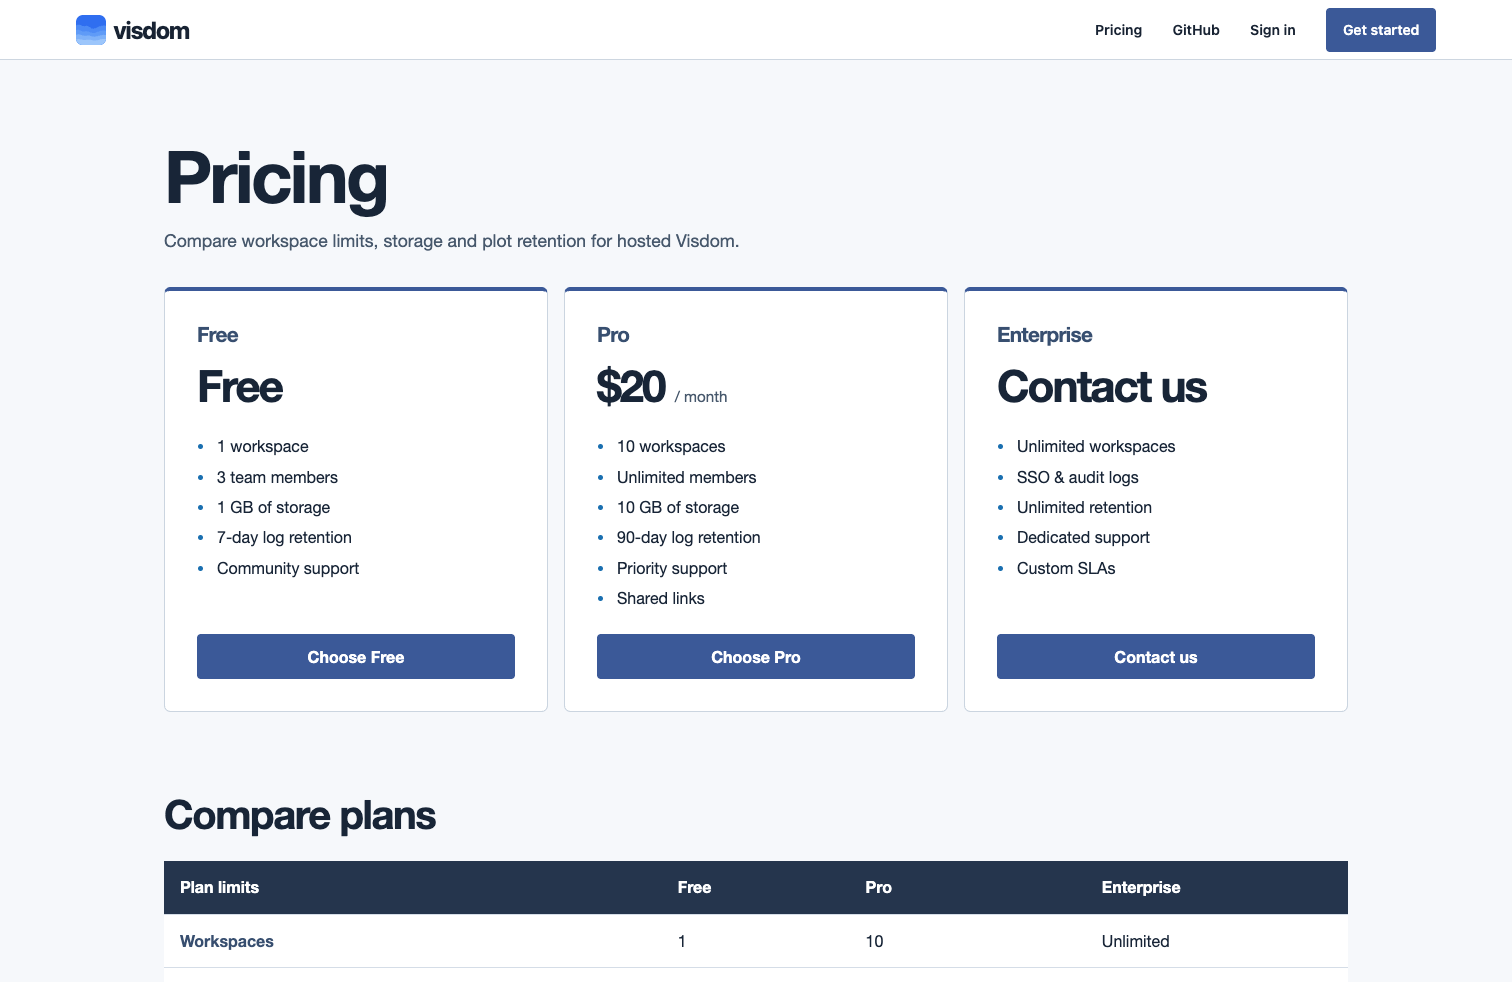 visdom
Pricing
GitHub
Sign in
Get started
Pricing
Compare workspace limits, storage and plot retention for hosted Visdom.
Free
Free
1 workspace
3 team members
1 GB of storage
7-day log retention
Community support
Choose Free
Pro
$20 / month
10 workspaces
Unlimited members
10 GB of storage
90-day log retention
Priority support
Shared links
Choose Pro
Enterprise
Contact us
Unlimited workspaces
SSO & audit logs
Unlimited retention
Dedicated support
Custom SLAs
Contact us
Compare plans
Plan limits Free Pro Enterprise
Workspaces 1 10 Unlimited